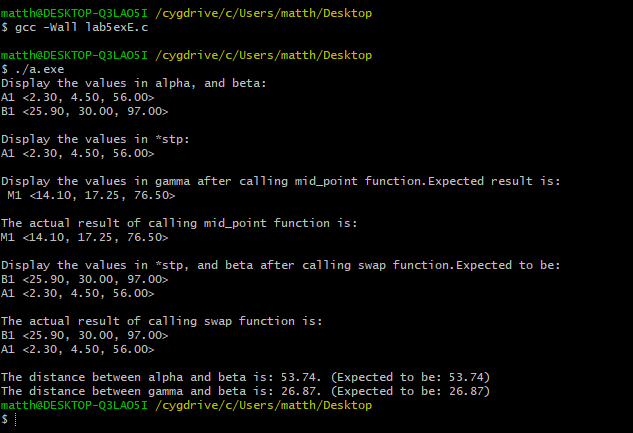 matth@DESKTOP-Q3LAO5I /cygdrive/c/Users/matth/Desktop
$ gcc -Wall lab5exE.c
matth@DESKTOP-Q3LAO5I /cygdrive/c/Users/matth/Desktop
$ ./a.exe
Display the values in alpha, and beta:
A1 <2.30, 4.50, 56.00>
B1 <25.90, 30.00, 97.00>
Display the values in *stp:
A1 <2.30, 4.50, 56.00>
Display the values in gamma after calling mid_point function.Expected result is:
M1 <14.10, 17.25, 76.50>
The actual result of calling mid_point function is:
M1 <14.10, 17.25, 76.50>
Display the values in *stp, and beta after calling swap function.Expected to be:
B1 <25.90, 30.00, 97.00>
A1 <2.30, 4.50, 56.00>
The actual result of calling swap function is:
B1 <25.90, 30.00, 97.00>
A1 <2.30, 4.50, 56.00>
The distance between alpha and beta is: 53.74. (Expected to be: 53.74)
The distance between gamma and beta is: 26.87. (Expected to be: 26.87)
matth@DESKTOP-Q3LAO5I /cygdrive/c/Users/matth/Desktop
$